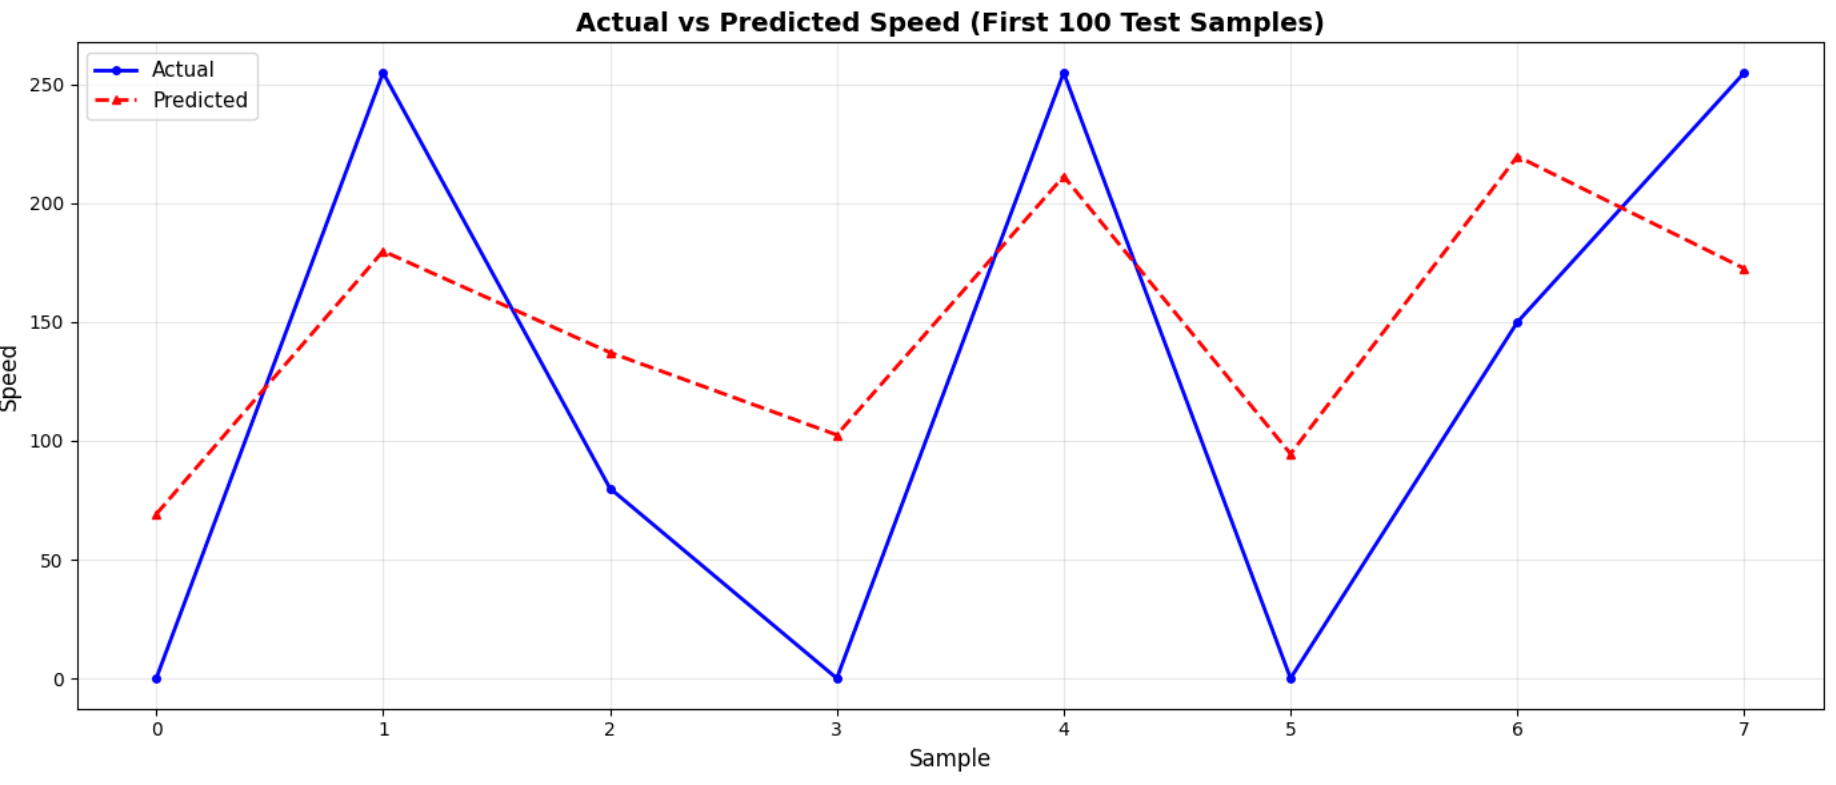 Actual vs Predicted Speed (First 100 Test Samples)
Actual
Predicted
250
200
150
100
50
0
Speed
0 1 2 3 4 5 6 7
Sample